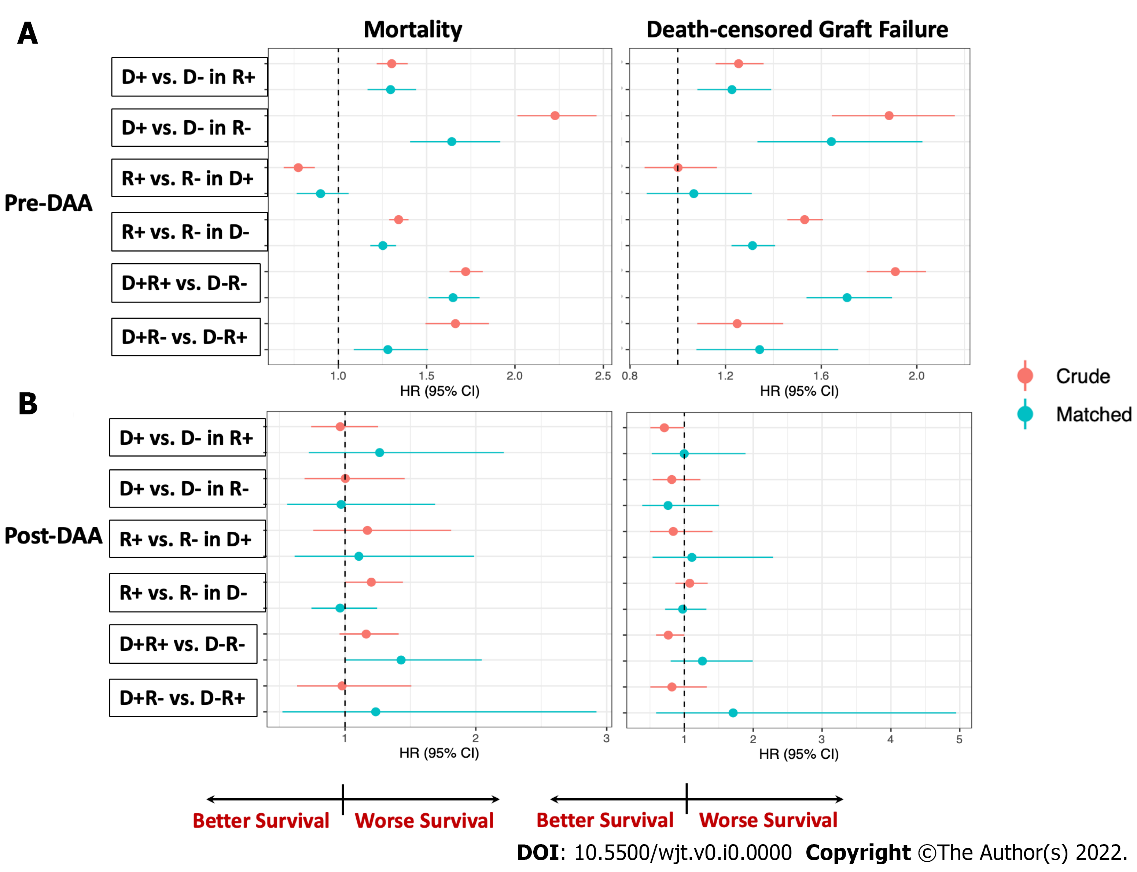 A
Mortality
Death-censored Graft Failure
D+ vs. D- in R+
D+ vs. D- in R-
R+ vs. R- in D+
Pre-DAA
R+ vs. R- in D-
D+R+ vs. D-R-
D+R- vs. D-R+
1.0 1.5 2.0 2.5
0.8 1.2 1.6 2.0
HR (95% CI)
HR (95% CI)
Crude
Matched
B
D+ vs. D- in R+
D+ vs. D- in R-
Post-DAA
R+ vs. R- in D+
R+ vs. R- in D-
D+R+ vs. D-R-
D+R- vs. D-R+
1 2 3
1 2 3 4 5
HR (95% CI)
HR (95% CI)
Better Survival Worse Survival
Better Survival Worse Survival
DOI: 10.5500/wjt.v0.i0.0000 Copyright ©The Author(s) 2022.